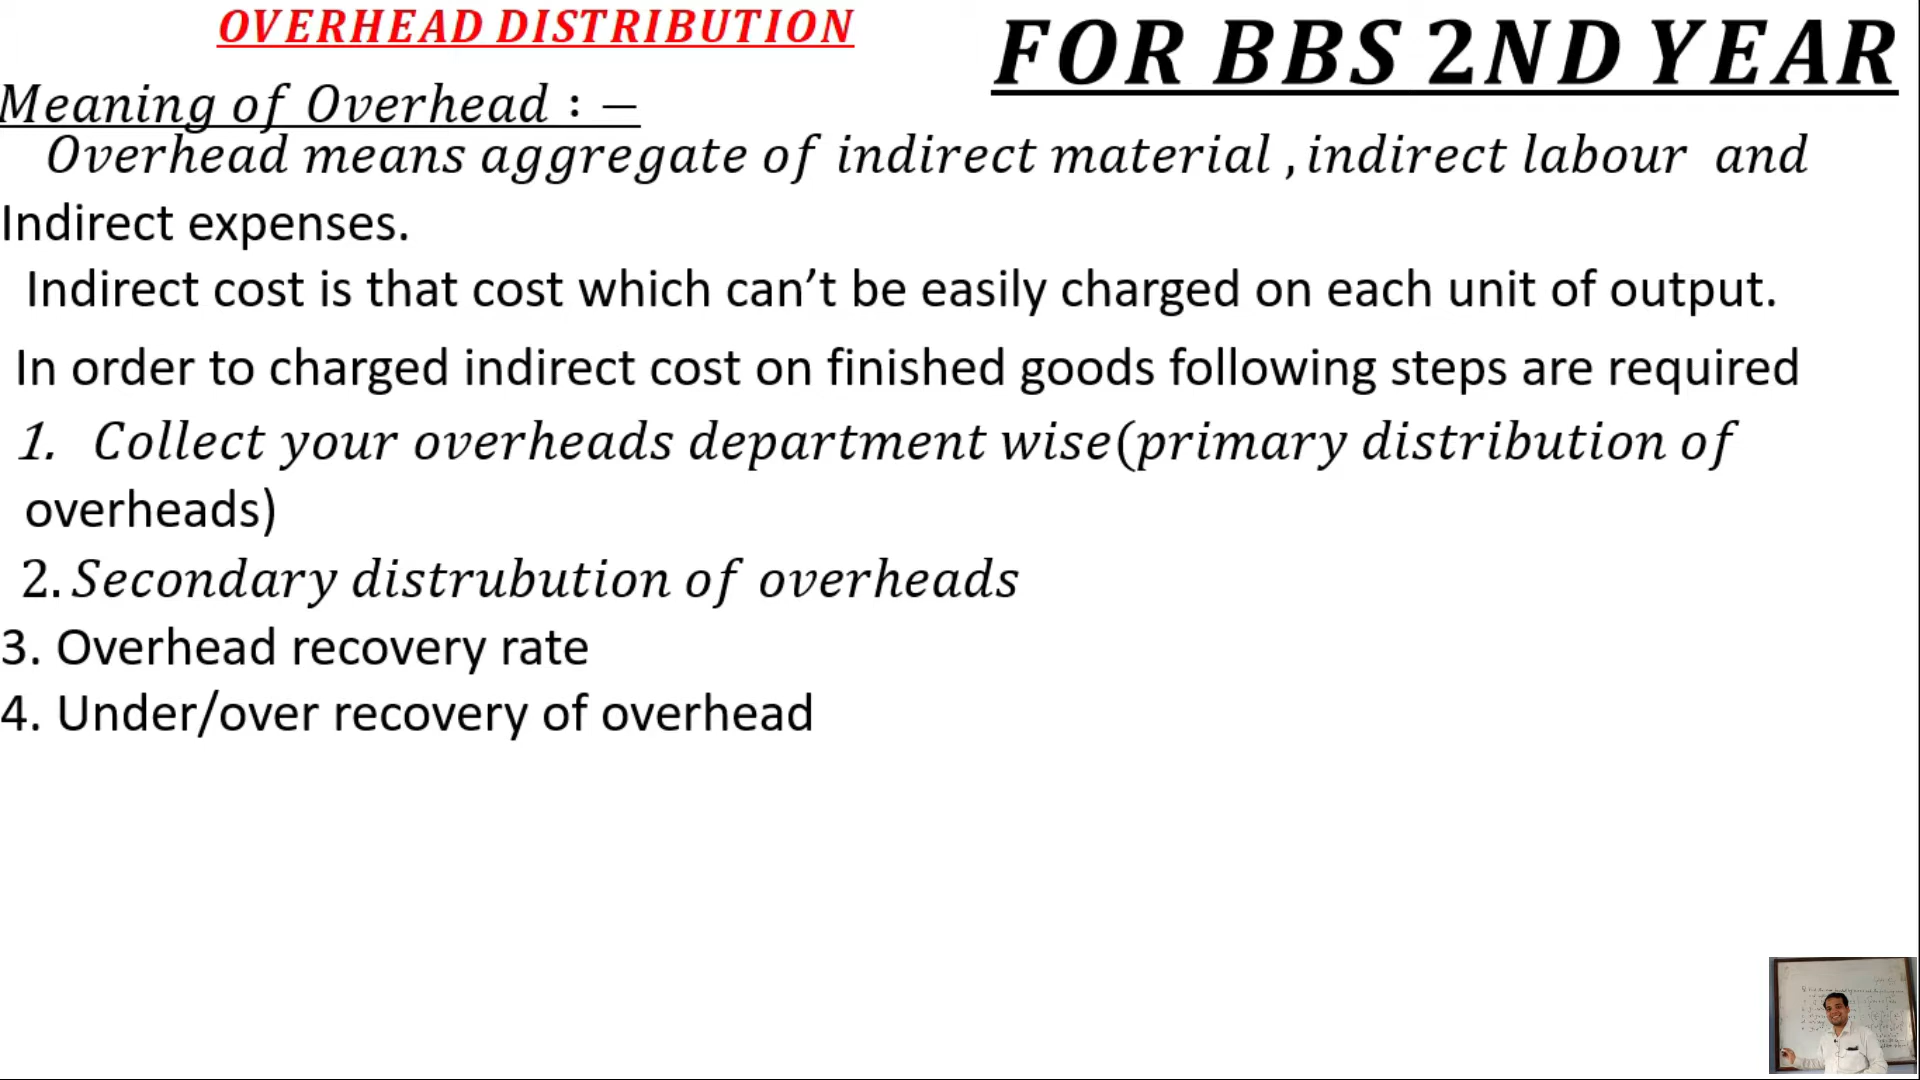 OVERHEAD DISTRIBUTION
FOR BBS 2ND YEAR
Meaning of Overhead : −
Overhead means aggregate of indirect material , indirect labour and
Indirect expenses.
Indirect cost is that cost which can’t be easily charged on each unit of output.
In order to charged indirect cost on finished goods following steps are required
1. Collect your overheads department wise(primary distribution of
overheads)
2. Secondary distrubution of overheads
3. Overhead recovery rate
4. Under/over recovery of overhead